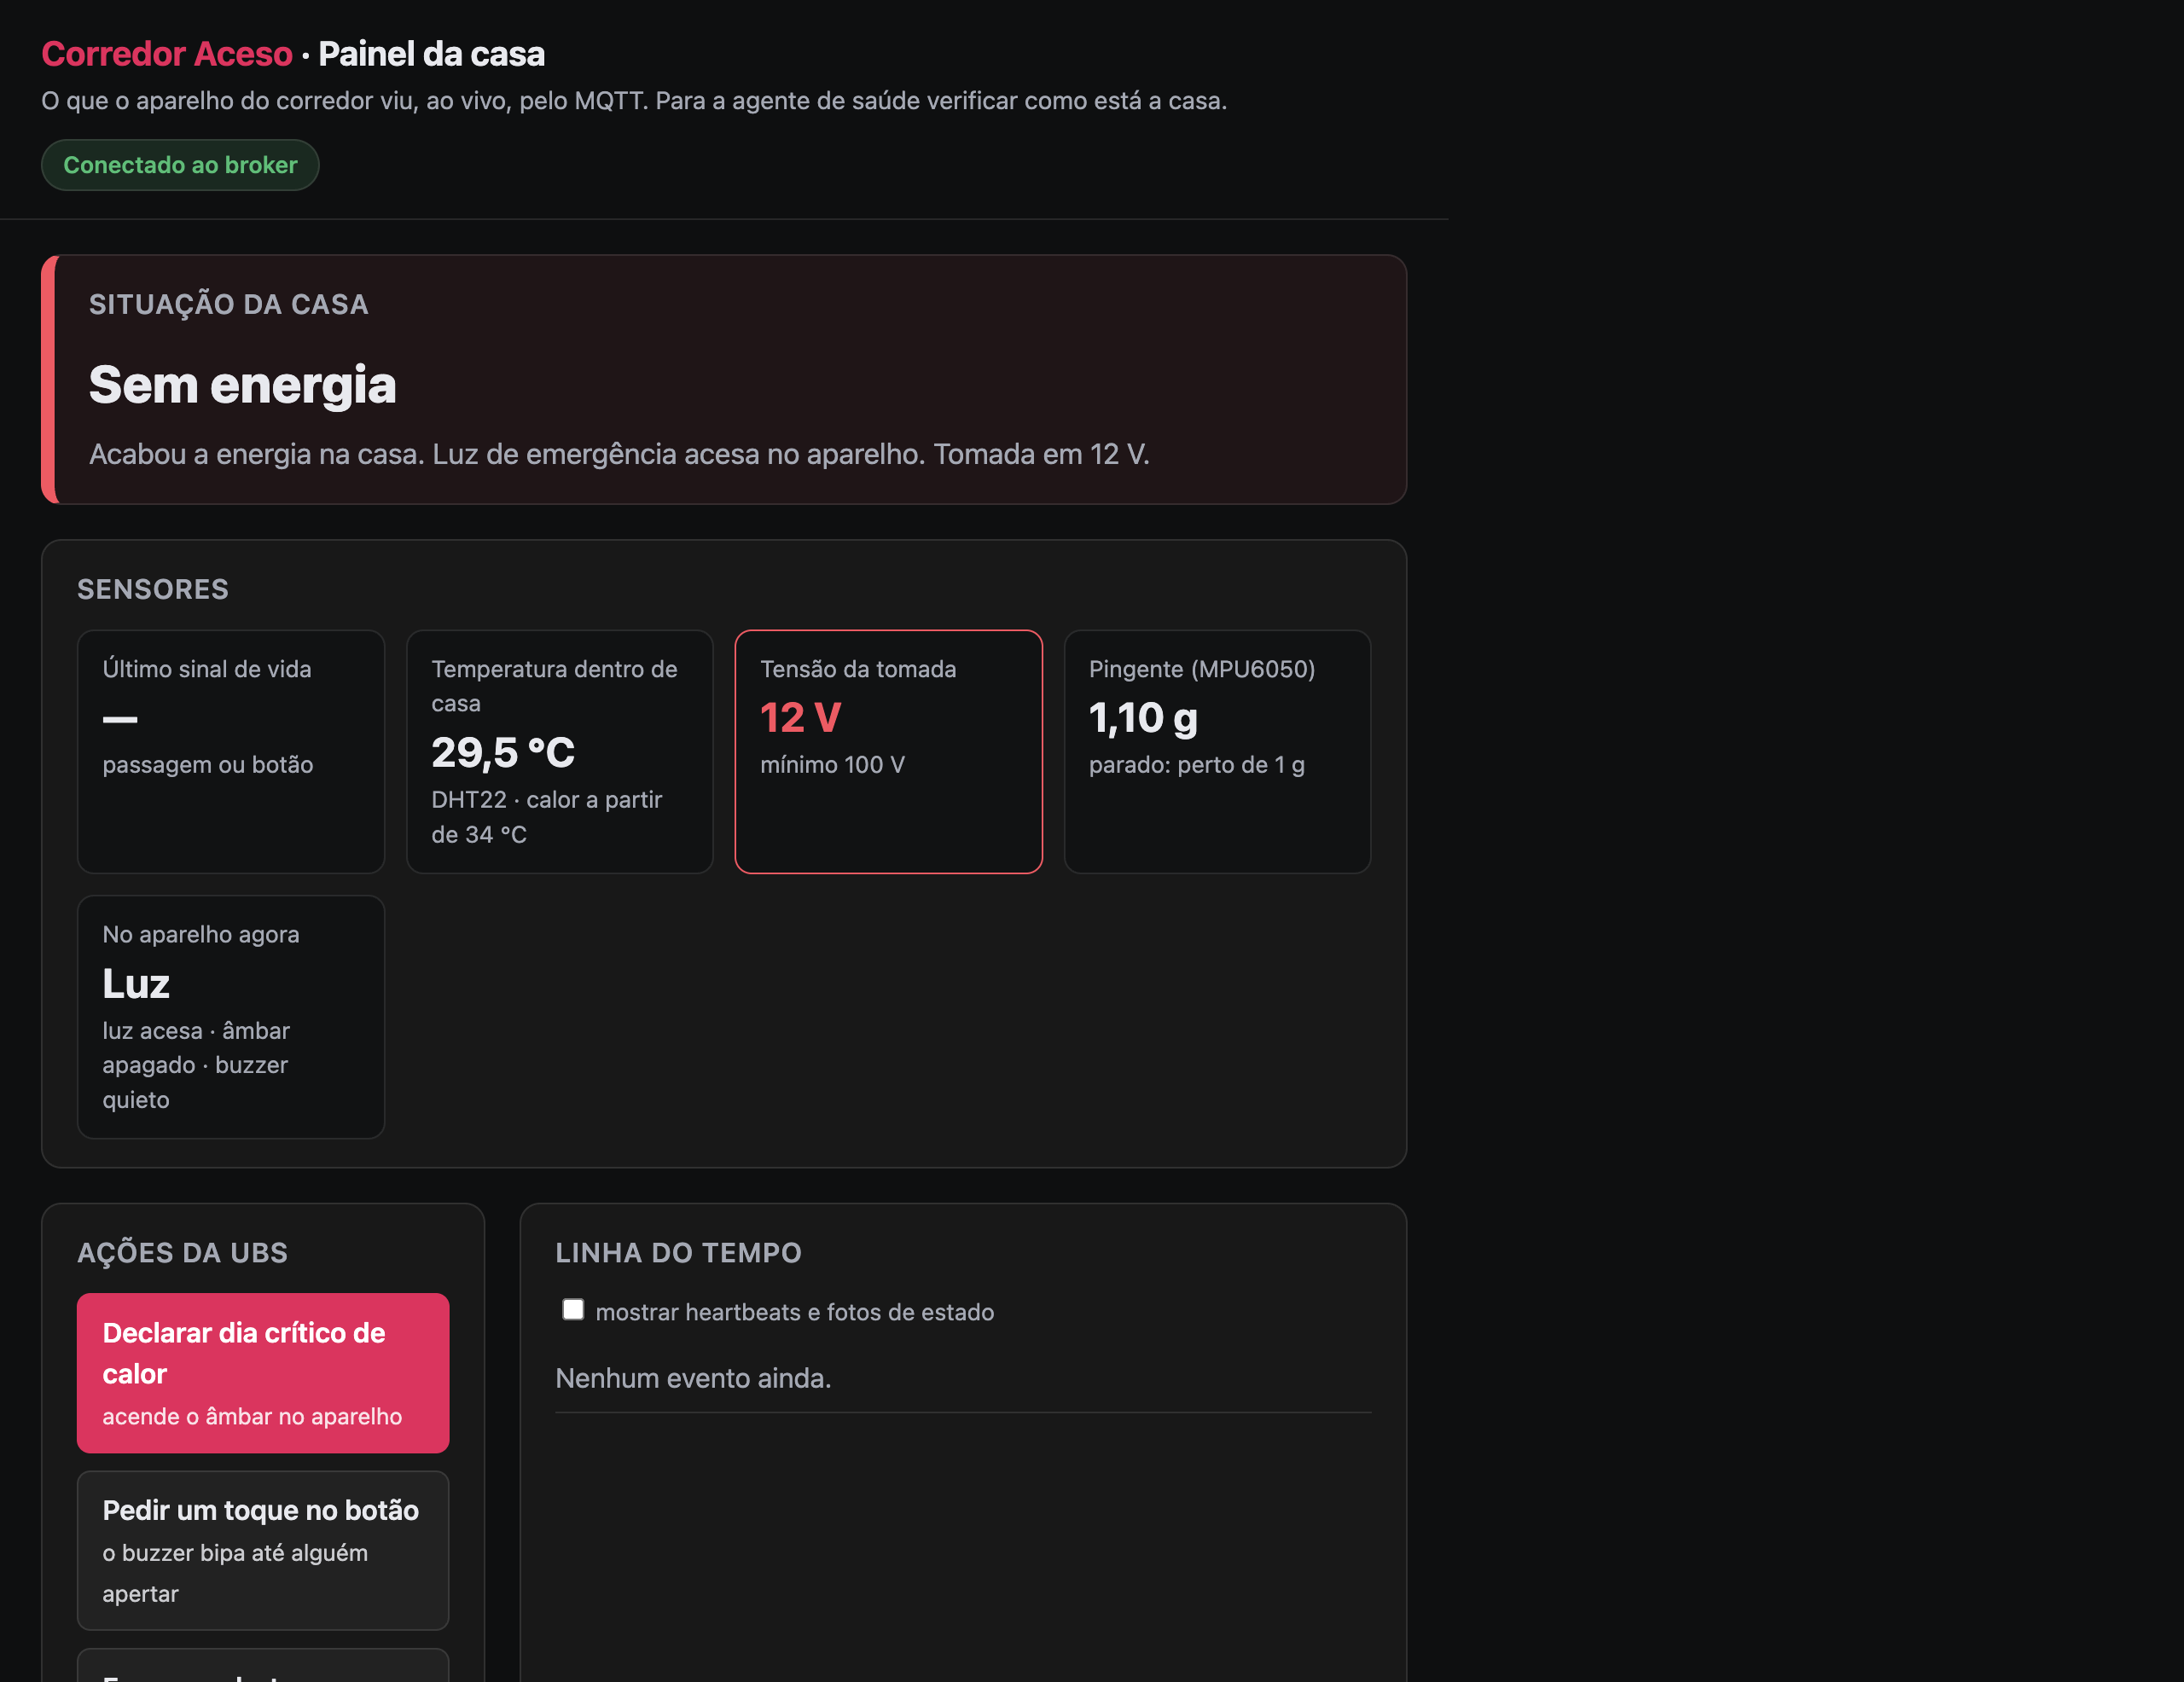 Corredor Aceso · Painel da casa
O que o aparelho do corredor viu, ao vivo, pelo MQTT. Para a agente de saúde verificar como está a casa.
Conectado ao broker
SITUAÇÃO DA CASA
Sem energia
Acabou a energia na casa. Luz de emergência acesa no aparelho. Tomada em 12 V.
SENSORES
Último sinal de vida
—
passagem ou botão
Temperatura dentro de
casa
29,5 °C
DHT22 · calor a partir
de 34 °C
Tensão da tomada
12 V
mínimo 100 V
Pingente (MPU6050)
1,10 g
parado: perto de 1 g
No aparelho agora
Luz
luz acesa · âmbar
apagado · buzzer
quieto
AÇÕES DA UBS
Declarar dia crítico de
calor
acende o âmbar no aparelho
Pedir um toque no botão
o buzzer bipa até alguém
apertar
LINHA DO TEMPO
mostrar heartbeats e fotos de estado
Nenhum evento ainda.